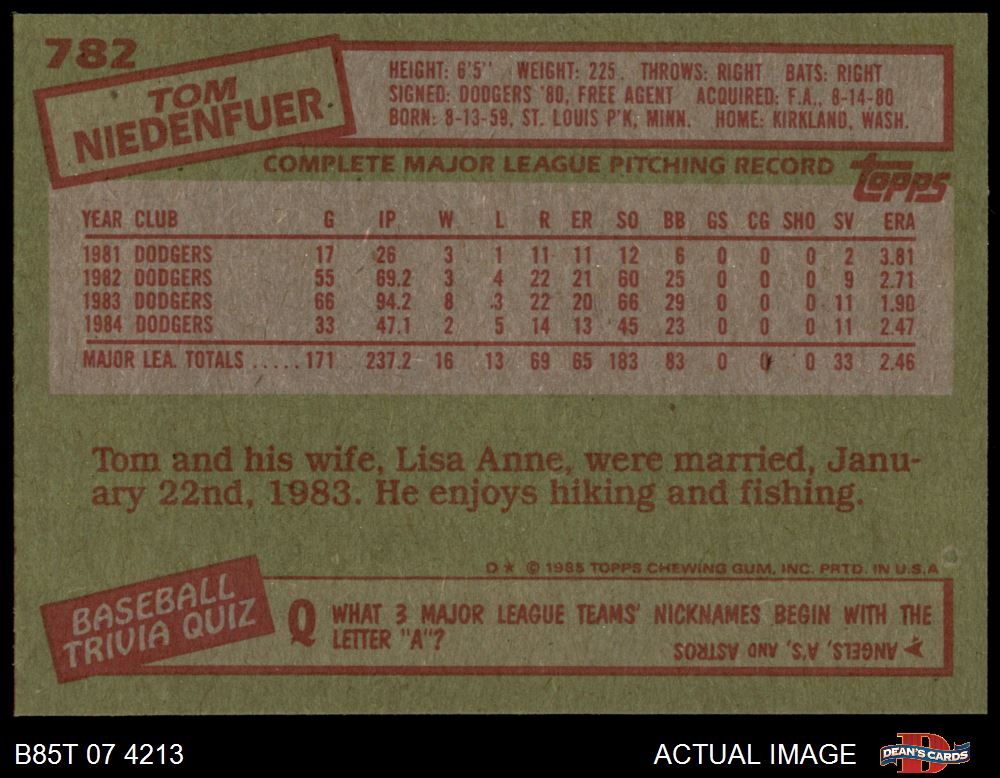 782
TOM
NIEDENFUER
HEIGHT: 6'5" WEIGHT: 225 THROWS: RIGHT BATS: RIGHT
SIGNED: DODGERS '80, FREE AGENT ACQUIRED: F.A., 8-14-80
BORN: 8-13-59, ST. LOUIS P'K, MINN. HOME: KIRKLAND, WASH.
COMPLETE MAJOR LEAGUE PITCHING RECORD
Topps
YEAR CLUB G IP W L R ER SO BB GS CG SHO SV ERA
1981 DODGERS 17 26 3 1 11 11 12 6 0 0 0 2 3.81
1982 DODGERS 55 69.2 3 4 22 21 60 25 0 0 0 9 2.71
1983 DODGERS 66 94.2 8 3 22 20 66 29 0 0 0 11 1.90
1984 DODGERS 33 47.1 2 5 14 13 45 23 0 0 0 11 2.47
MAJOR LEA. TOTALS ..... 171 237.2 16 13 69 65 183 83 0 0 0 33 2.46
Tom and his wife, Lisa Anne, were married, Janu-
ary 22nd, 1983. He enjoys hiking and fishing.
D* © 1985 TOPPS CHEWING GUM, INC. PRTD. IN U.S.A
BASEBALL
TRIVIA QUIZ
Q WHAT 3 MAJOR LEAGUE TEAMS' NICKNAMES BEGIN WITH THE
LETTER "A"?
A ANGELS, A'S, AND ASTROS
B85T 07 4213
ACTUAL IMAGE
DEAN'S CARDS